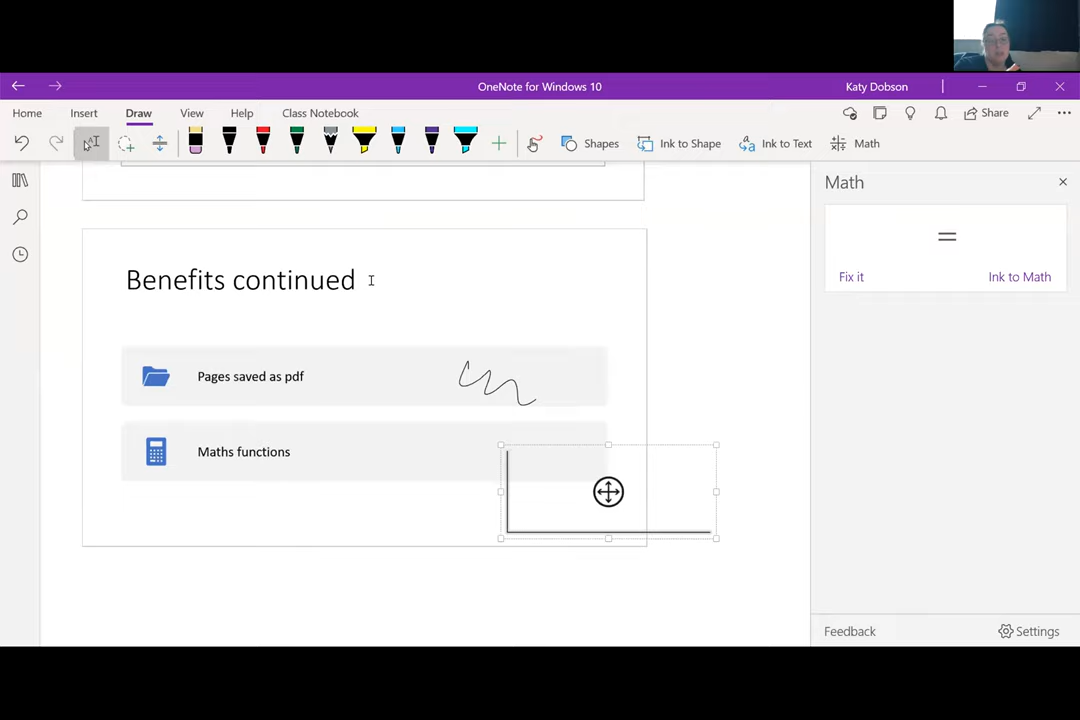 OneNote for Windows 10
Katy Dobson
Home Insert Draw View Help Class Notebook
Share
Shapes Ink to Shape Ink to Text Math
Math
=
Fix it Ink to Math
Benefits continued
Pages saved as pdf
Maths functions
Feedback Settings